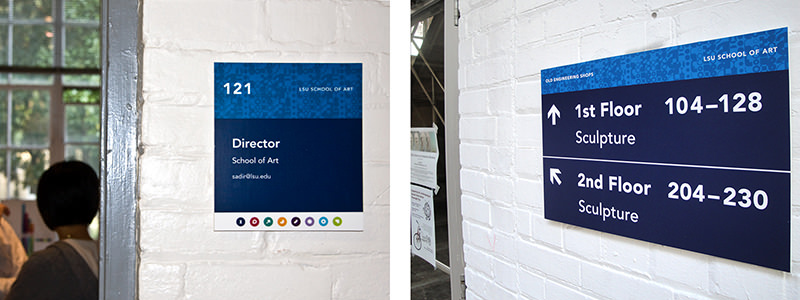 121 LSU SCHOOL OF ART
Director
School of Art
sadir@lsu.edu
OLD ENGINEERING SHOPS LSU SCHOOL OF ART
1st Floor 104–128
Sculpture
2nd Floor 204–230
Sculpture